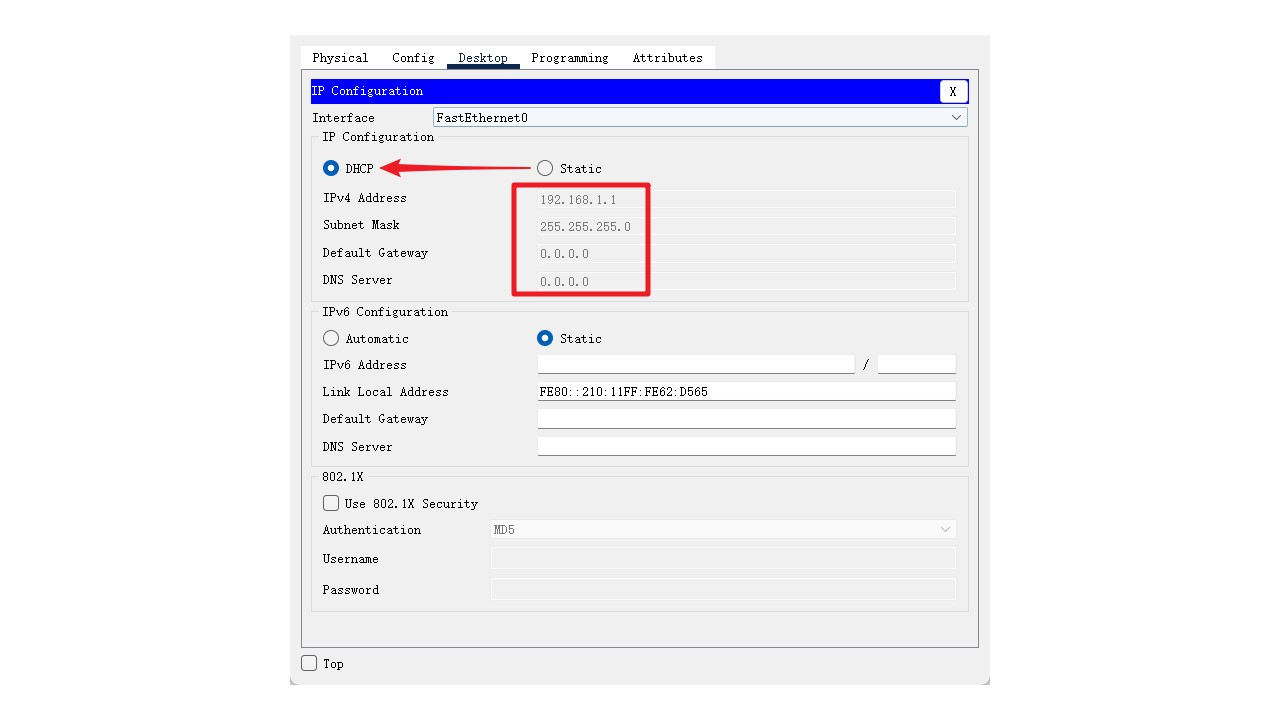 Physical Config Desktop Programming Attributes
IP Configuration X
Interface FastEthernet0
IP Configuration
DHCP Static
IPv4 Address 192.168.1.1
Subnet Mask 255.255.255.0
Default Gateway 0.0.0.0
DNS Server 0.0.0.0
IPv6 Configuration
Automatic Static
IPv6 Address /
Link Local Address FE80::210:11FF:FE62:D565
Default Gateway
DNS Server
802.1X
Use 802.1X Security
Authentication MD5
Username
Password
Top